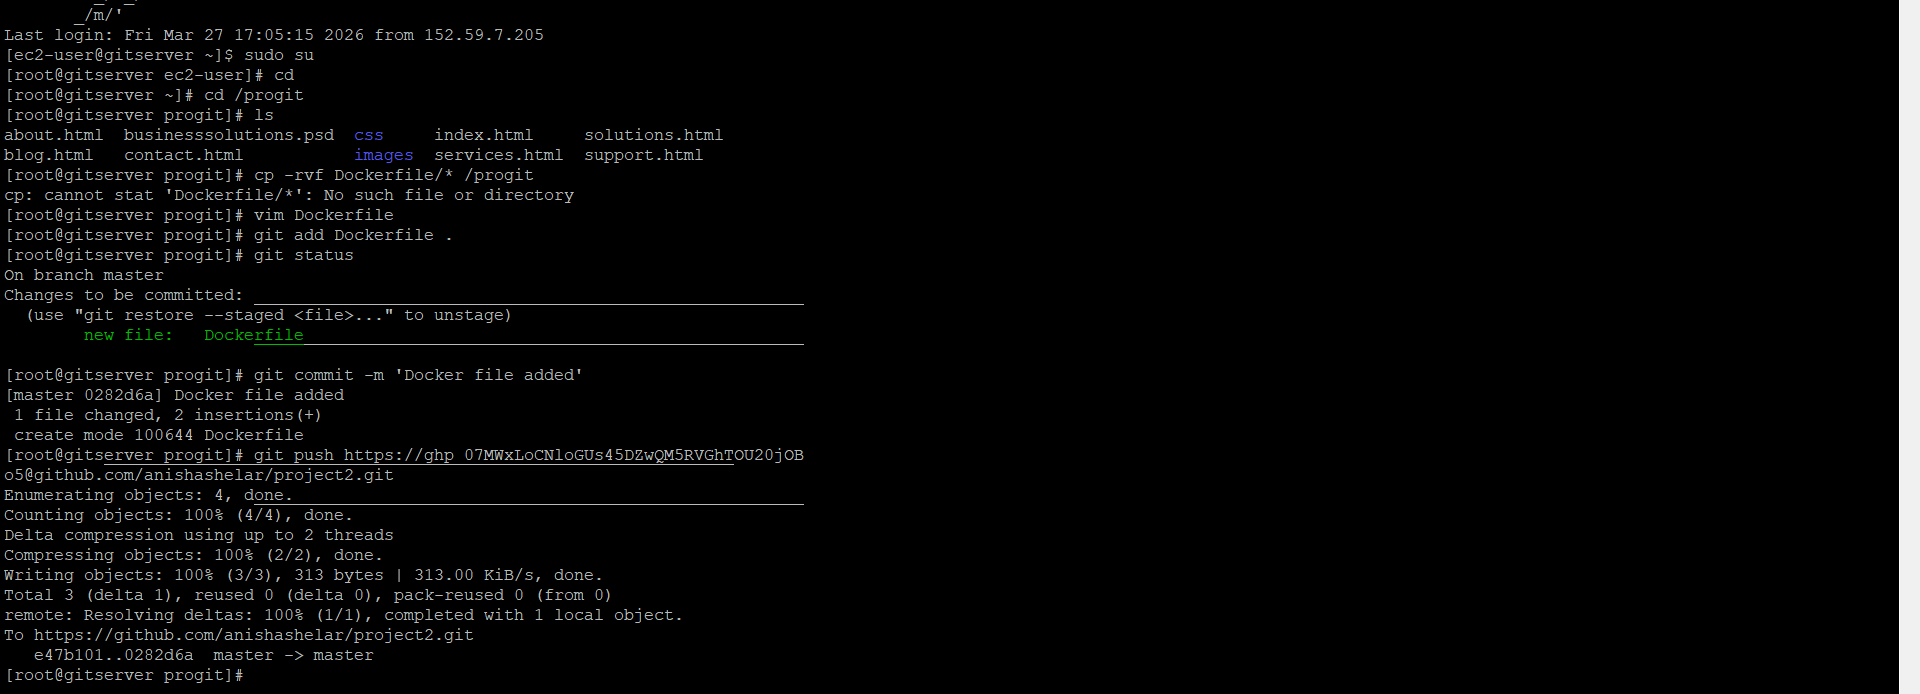 _/m/'
Last login: Fri Mar 27 17:05:15 2026 from 152.59.7.205
[ec2-user@gitserver ~]$ sudo su
[root@gitserver ec2-user]# cd
[root@gitserver ~]# cd /progit
[root@gitserver progit]# ls
about.html  businesssolutions.psd  css     index.html     solutions.html
blog.html   contact.html           images  services.html  support.html
[root@gitserver progit]# cp -rvf Dockerfile/* /progit
cp: cannot stat 'Dockerfile/*': No such file or directory
[root@gitserver progit]# vim Dockerfile
[root@gitserver progit]# git add Dockerfile .
[root@gitserver progit]# git status
On branch master
Changes to be committed:
  (use "git restore --staged <file>..." to unstage)
        new file:   Dockerfile
[root@gitserver progit]# git commit -m 'Docker file added'
[master 0282d6a] Docker file added
 1 file changed, 2 insertions(+)
 create mode 100644 Dockerfile
[root@gitserver progit]# git push https://ghp_07MWxLoCNloGUs45DZwQM5RVGhTOU20jOB
o5@github.com/anishashelar/project2.git
Enumerating objects: 4, done.
Counting objects: 100% (4/4), done.
Delta compression using up to 2 threads
Compressing objects: 100% (2/2), done.
Writing objects: 100% (3/3), 313 bytes | 313.00 KiB/s, done.
Total 3 (delta 1), reused 0 (delta 0), pack-reused 0 (from 0)
remote: Resolving deltas: 100% (1/1), completed with 1 local object.
To https://github.com/anishashelar/project2.git
   e47b101..0282d6a  master -> master
[root@gitserver progit]#